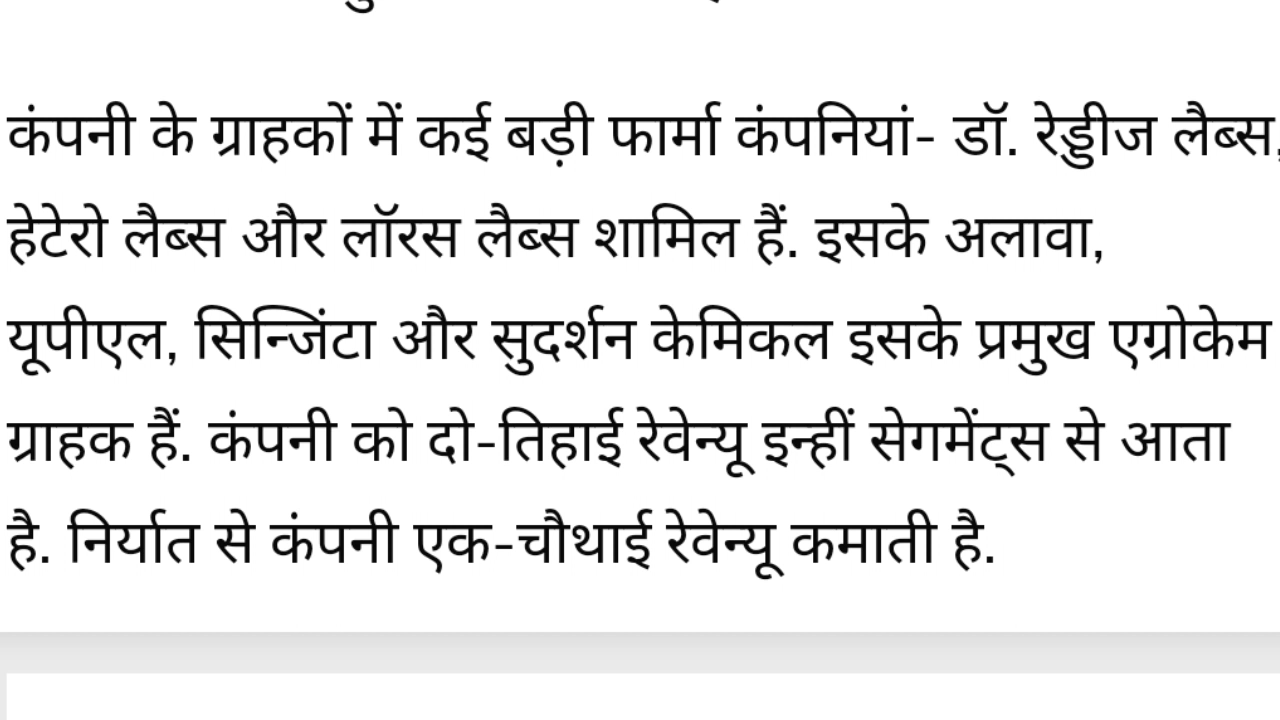 कंपनी के ग्राहकों में कई बड़ी फार्मा कंपनियां- डॉ. रेड्डीज लैब्स,
हेटेरो लैब्स और लॉरस लैब्स शामिल हैं. इसके अलावा,
यूपीएल, सिन्जिंटा और सुदर्शन केमिकल इसके प्रमुख एग्रोकेम
ग्राहक हैं. कंपनी को दो-तिहाई रेवेन्यू इन्हीं सेगमेंट्स से आता
है. निर्यात से कंपनी एक-चौथाई रेवेन्यू कमाती है.